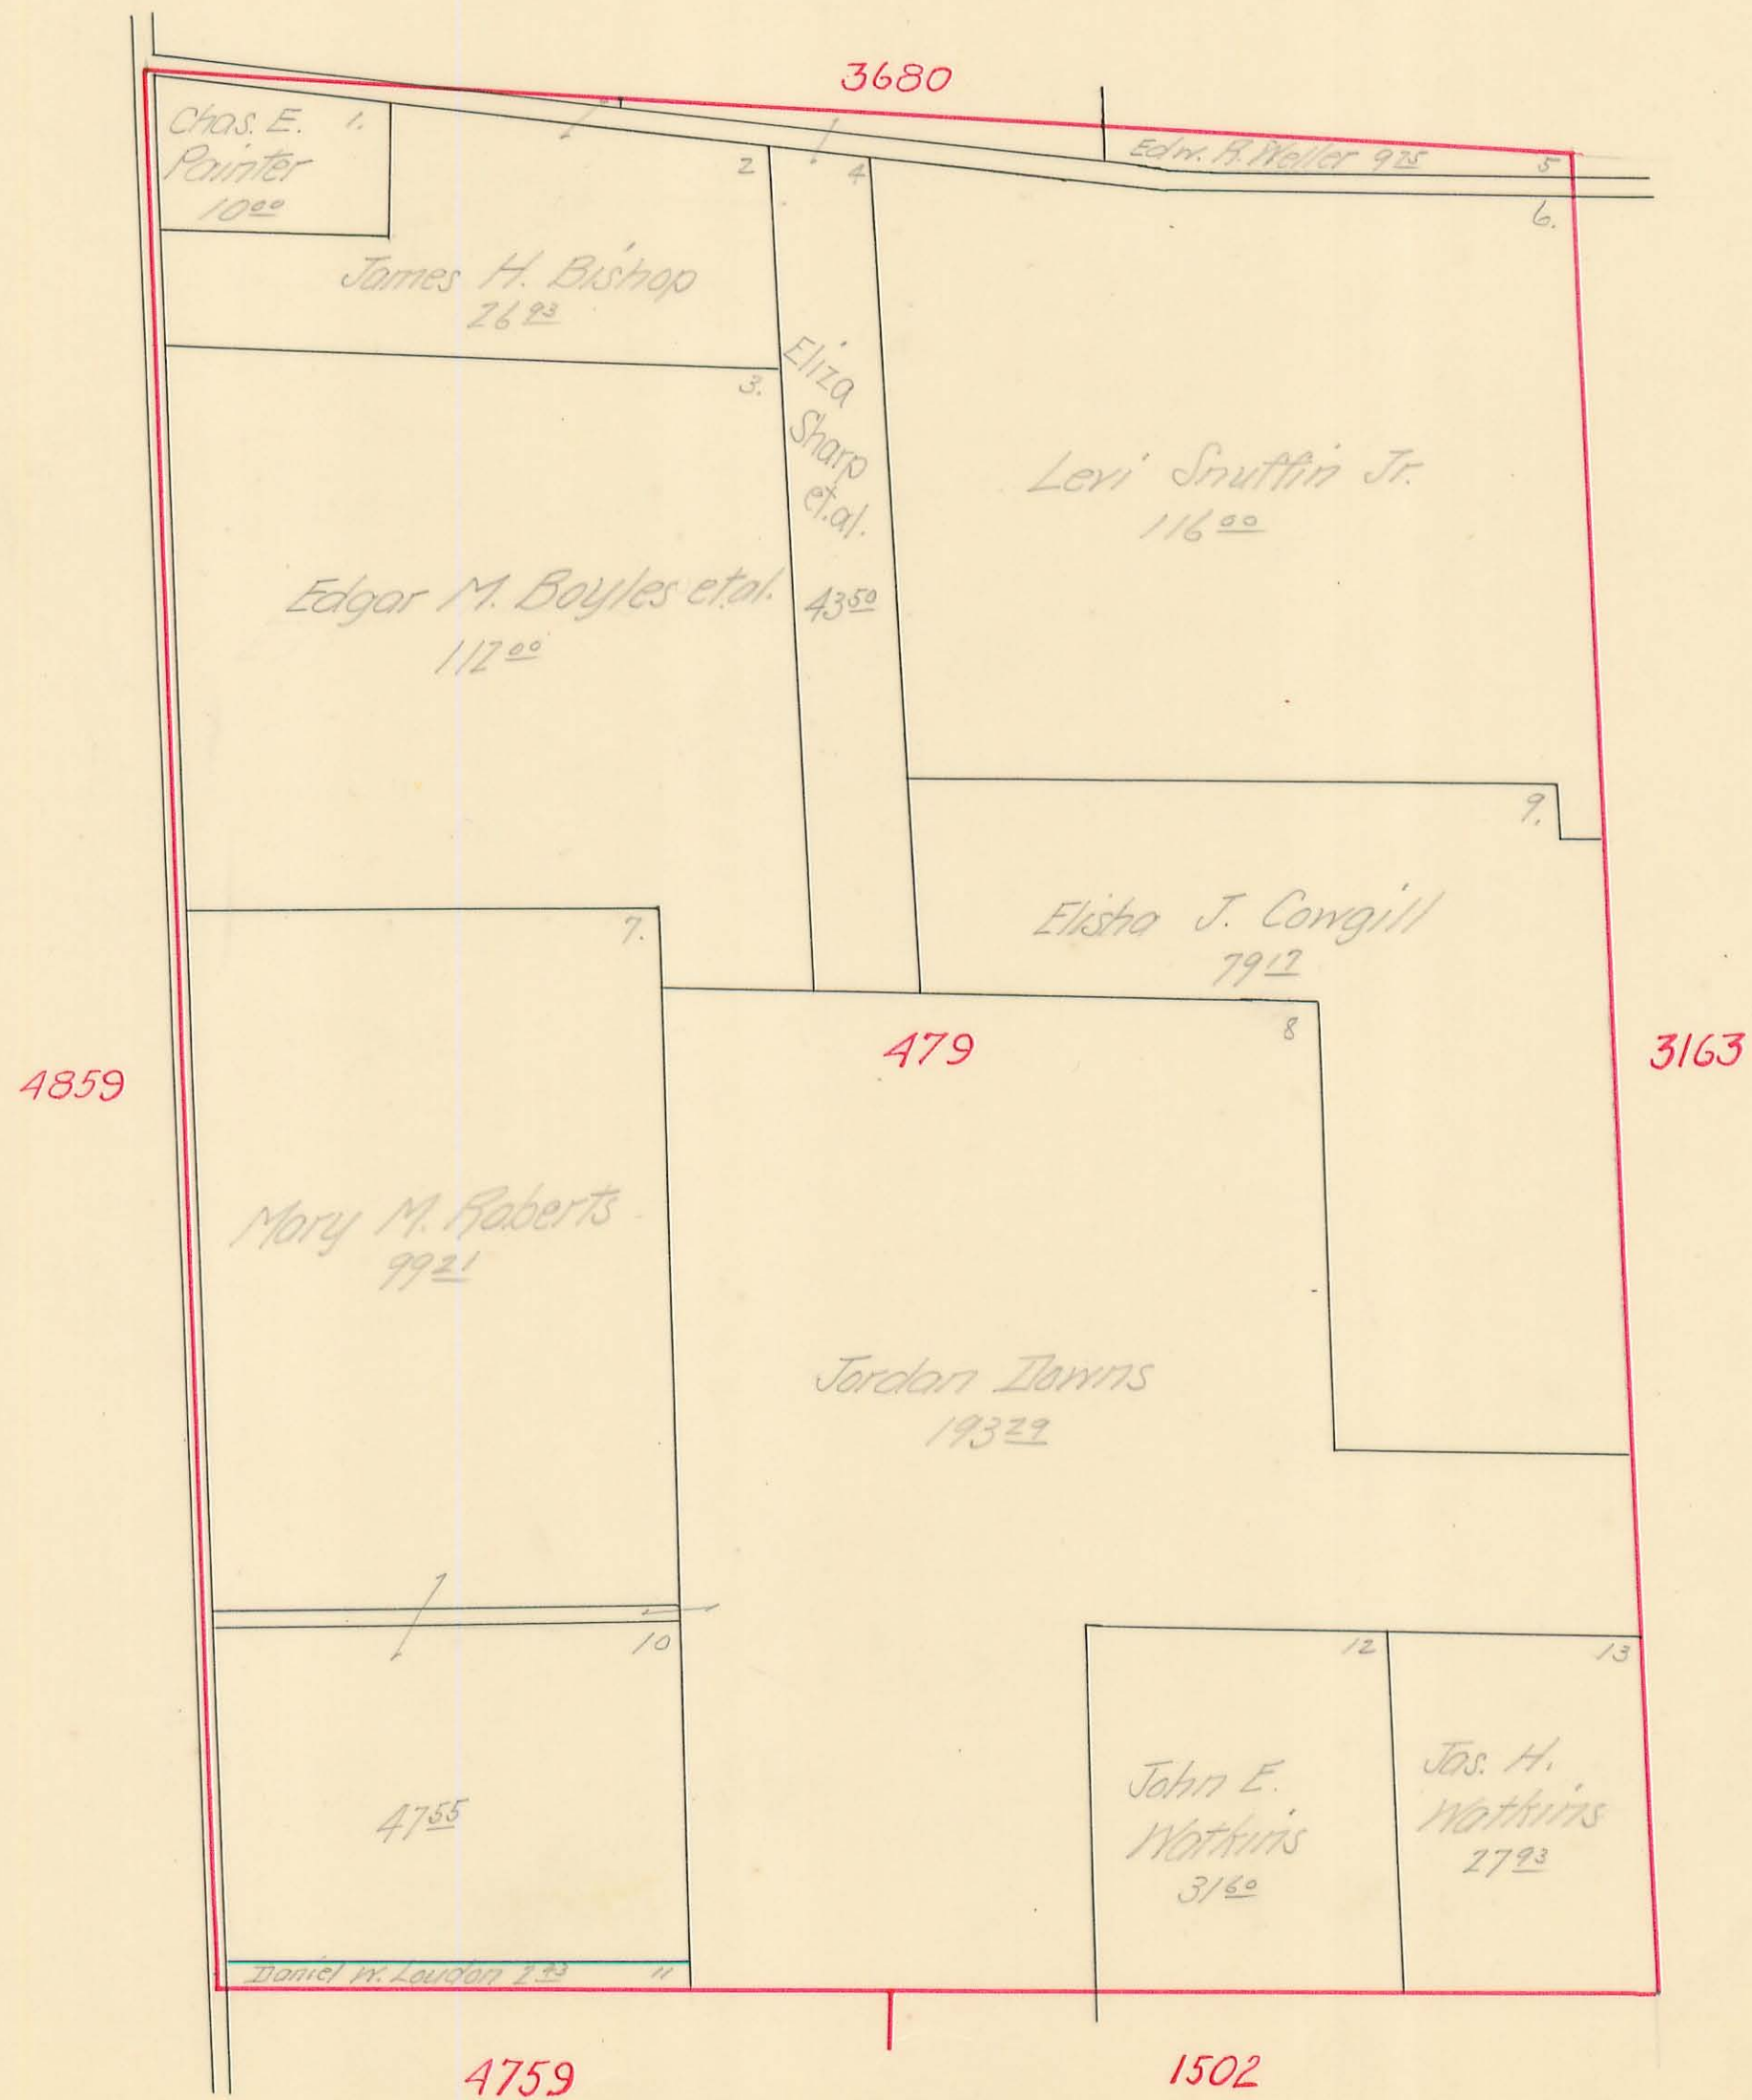 3680
Chas. E. 1.
Painter
10 00
2
4
Edw. R. Weller 9 75 5
6.
James H. Bishop
26 93
3.
Eliza
Sharp
et.al.
43 50
Levi Snuffin Jr.
116 00
Edgar M. Boyles et.al.
112 00
9.
7.
Elisha J. Cowgill
79 17
8
479
3163
4859
Mary M. Roberts
99 21
Jordan Downs
193 29
10
12
13
47 55
John E.
Watkins
31 60
Jas. H.
Watkins
27 93
Daniel W. Loudon 2 93 11
4759
1502